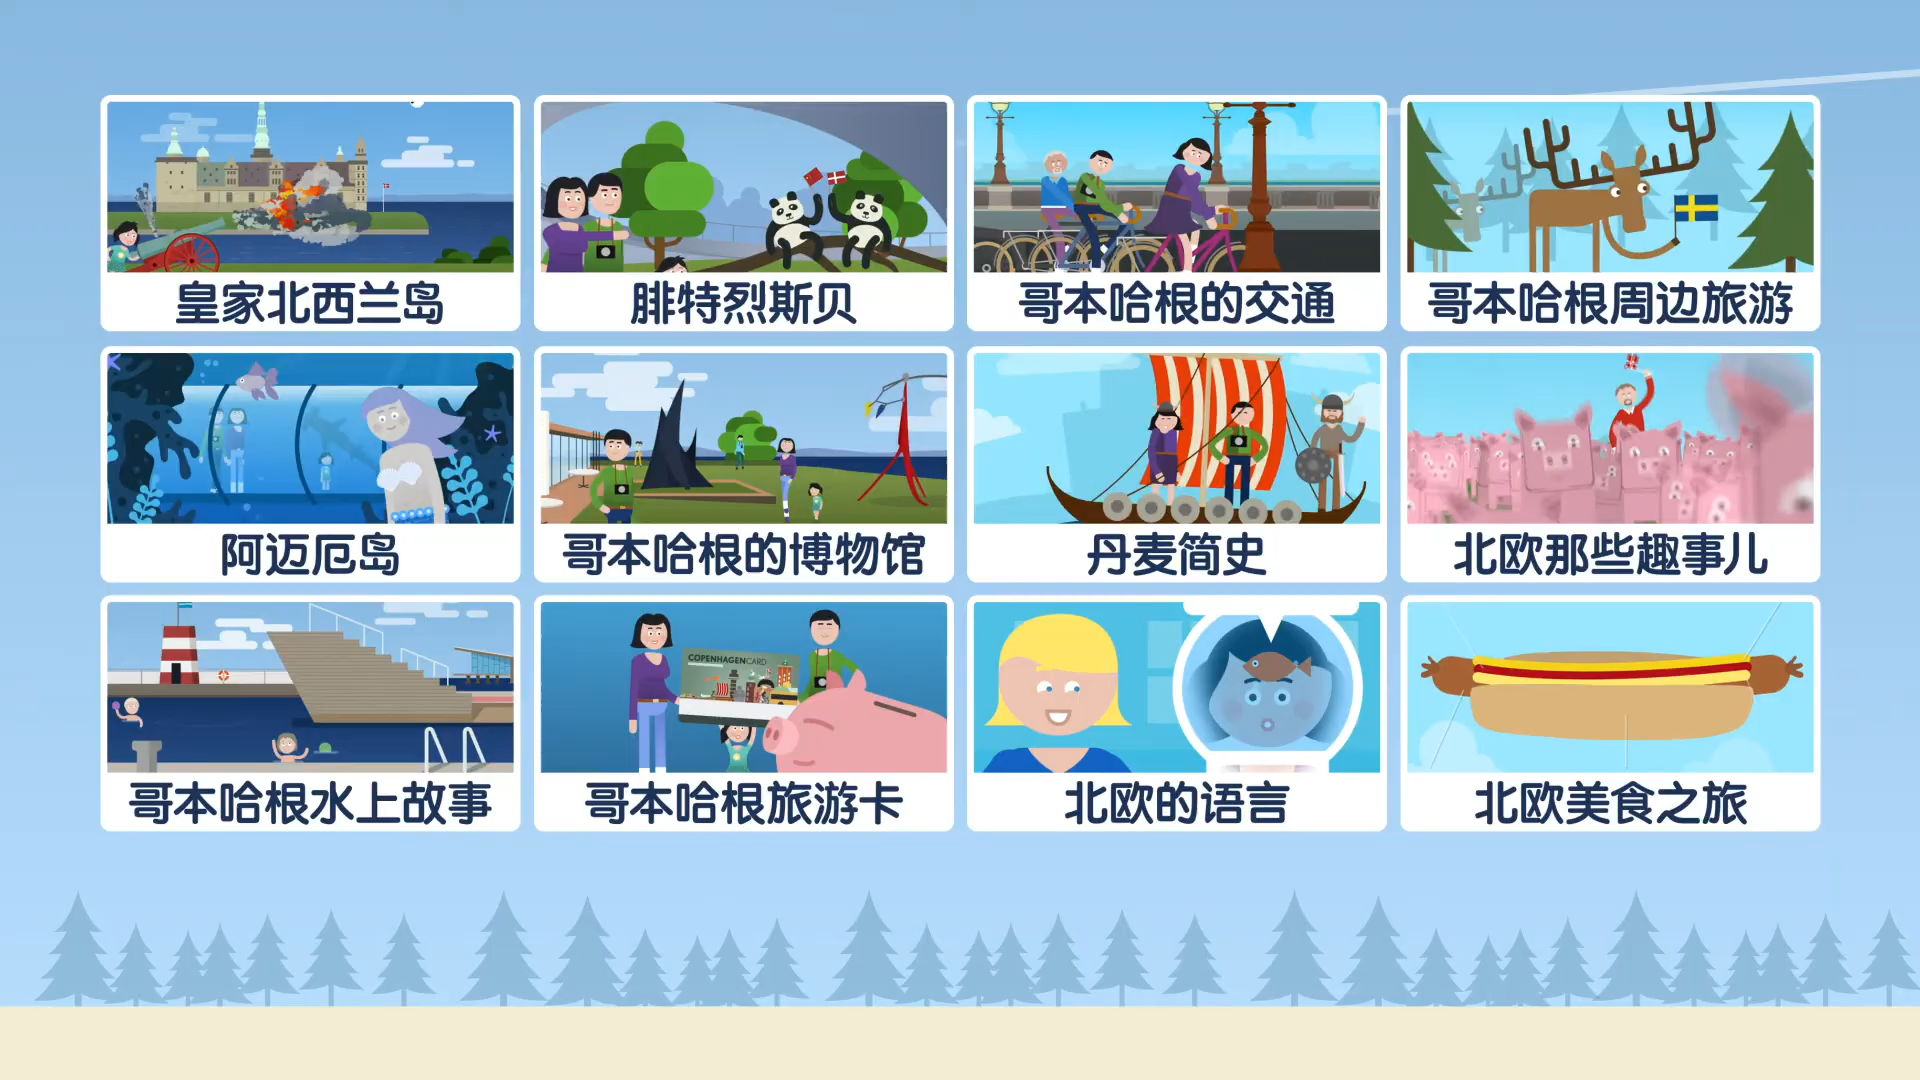 皇家北西兰岛
腓特烈斯贝
哥本哈根的交通
哥本哈根周边旅游
阿迈厄岛
哥本哈根的博物馆
丹麦简史
北欧那些趣事儿
COPENHAGENCARD
哥本哈根水上故事
哥本哈根旅游卡
北欧的语言
北欧美食之旅